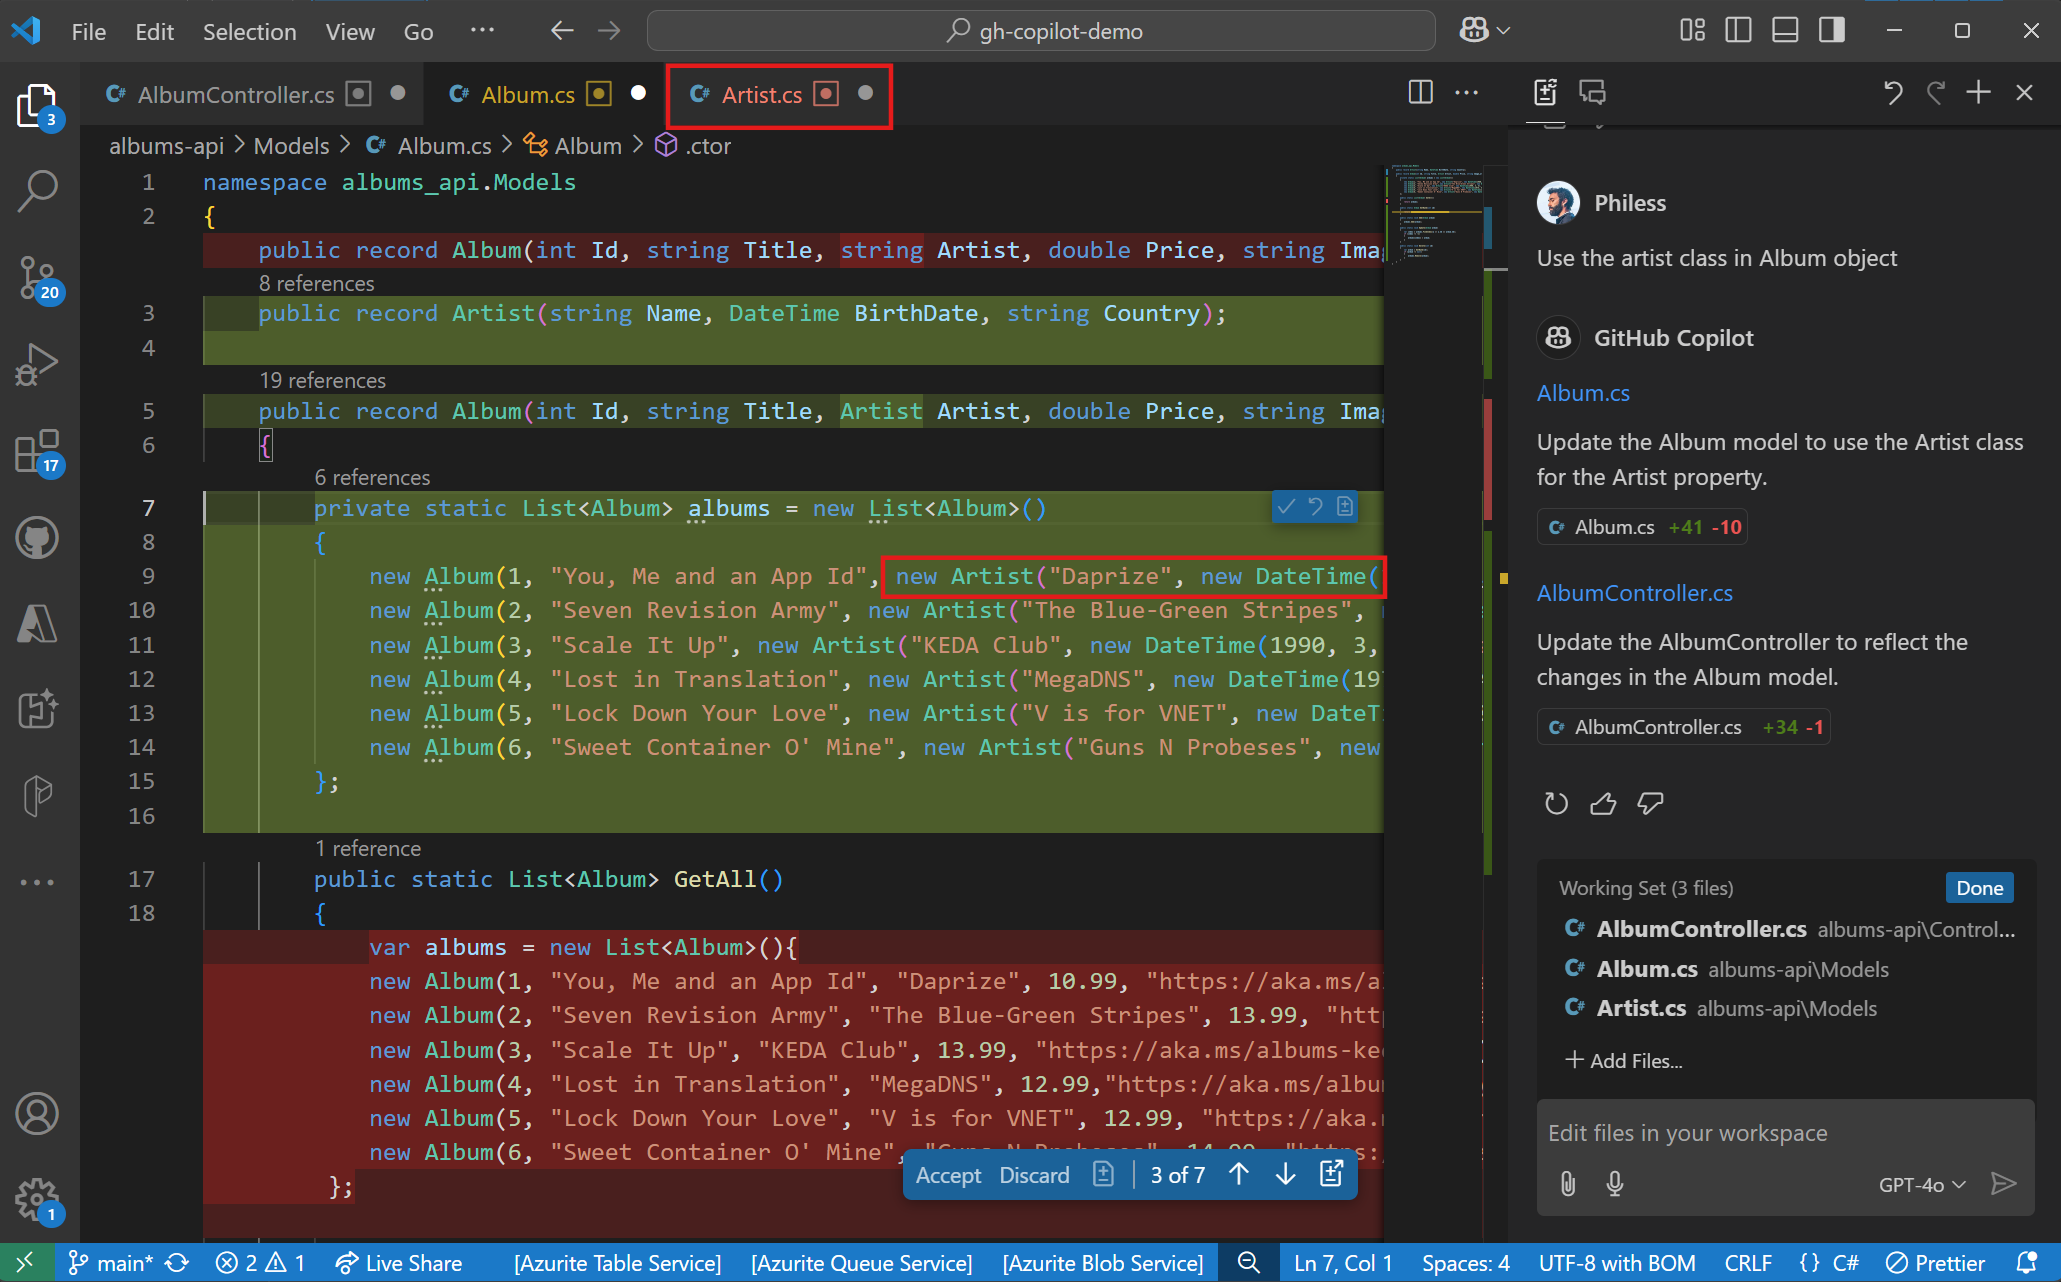 File Edit Selection View Go ···
gh-copilot-demo
C# AlbumController.cs
C# Album.cs
C# Artist.cs
albums-api > Models > C# Album.cs > Album > .ctor
1 namespace albums_api.Models
2 {
public record Album(int Id, string Title, string Artist, double Price, string Ima
8 references
3 public record Artist(string Name, DateTime BirthDate, string Country);
4
19 references
5 public record Album(int Id, string Title, Artist Artist, double Price, string Ima
6 {
6 references
7 private static List<Album> albums = new List<Album>()
8 {
9 new Album(1, "You, Me and an App Id", new Artist("Daprize", new DateTime(
10 new Album(2, "Seven Revision Army", new Artist("The Blue-Green Stripes",
11 new Album(3, "Scale It Up", new Artist("KEDA Club", new DateTime(1990, 3,
12 new Album(4, "Lost in Translation", new Artist("MegaDNS", new DateTime(19
13 new Album(5, "Lock Down Your Love", new Artist("V is for VNET", new DateT
14 new Album(6, "Sweet Container O' Mine", new Artist("Guns N Probeses", new
15 };
16
1 reference
17 public static List<Album> GetAll()
18 {
var albums = new List<Album>(){
new Album(1, "You, Me and an App Id", "Daprize", 10.99, "https://aka.ms/a
new Album(2, "Seven Revision Army", "The Blue-Green Stripes", 13.99, "htt
new Album(3, "Scale It Up", "KEDA Club", 13.99, "https://aka.ms/albums-ke
new Album(4, "Lost in Translation", "MegaDNS", 12.99,"https://aka.ms/albu
new Album(5, "Lock Down Your Love", "V is for VNET", 12.99, "https://aka.
new Album(6, "Sweet Container O' Mine",
};
Accept Discard 3 of 7
3
20
17
1
Philess
Use the artist class in Album object
GitHub Copilot
Album.cs
Update the Album model to use the Artist class
for the Artist property.
C# Album.cs +41 -10
AlbumController.cs
Update the AlbumController to reflect the
changes in the Album model.
C# AlbumController.cs +34 -1
Working Set (3 files) Done
C# AlbumController.cs albums-api\Control...
C# Album.cs albums-api\Models
C# Artist.cs albums-api\Models
+ Add Files...
Edit files in your workspace
GPT-4o
main* 2 1 Live Share [Azurite Table Service] [Azurite Queue Service] [Azurite Blob Service] Ln 7, Col 1 Spaces: 4 UTF-8 with BOM CRLF {} C# Prettier